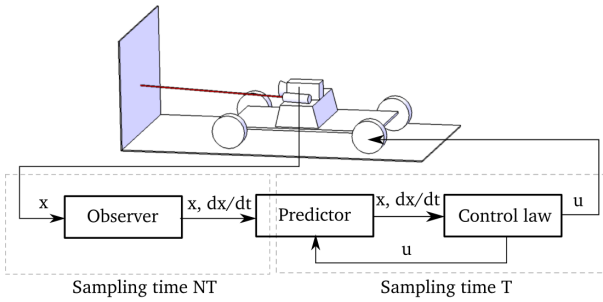 x
Observer
x, dx/dt
Predictor
x, dx/dt
Control law
u
u
Sampling time NT
Sampling time T